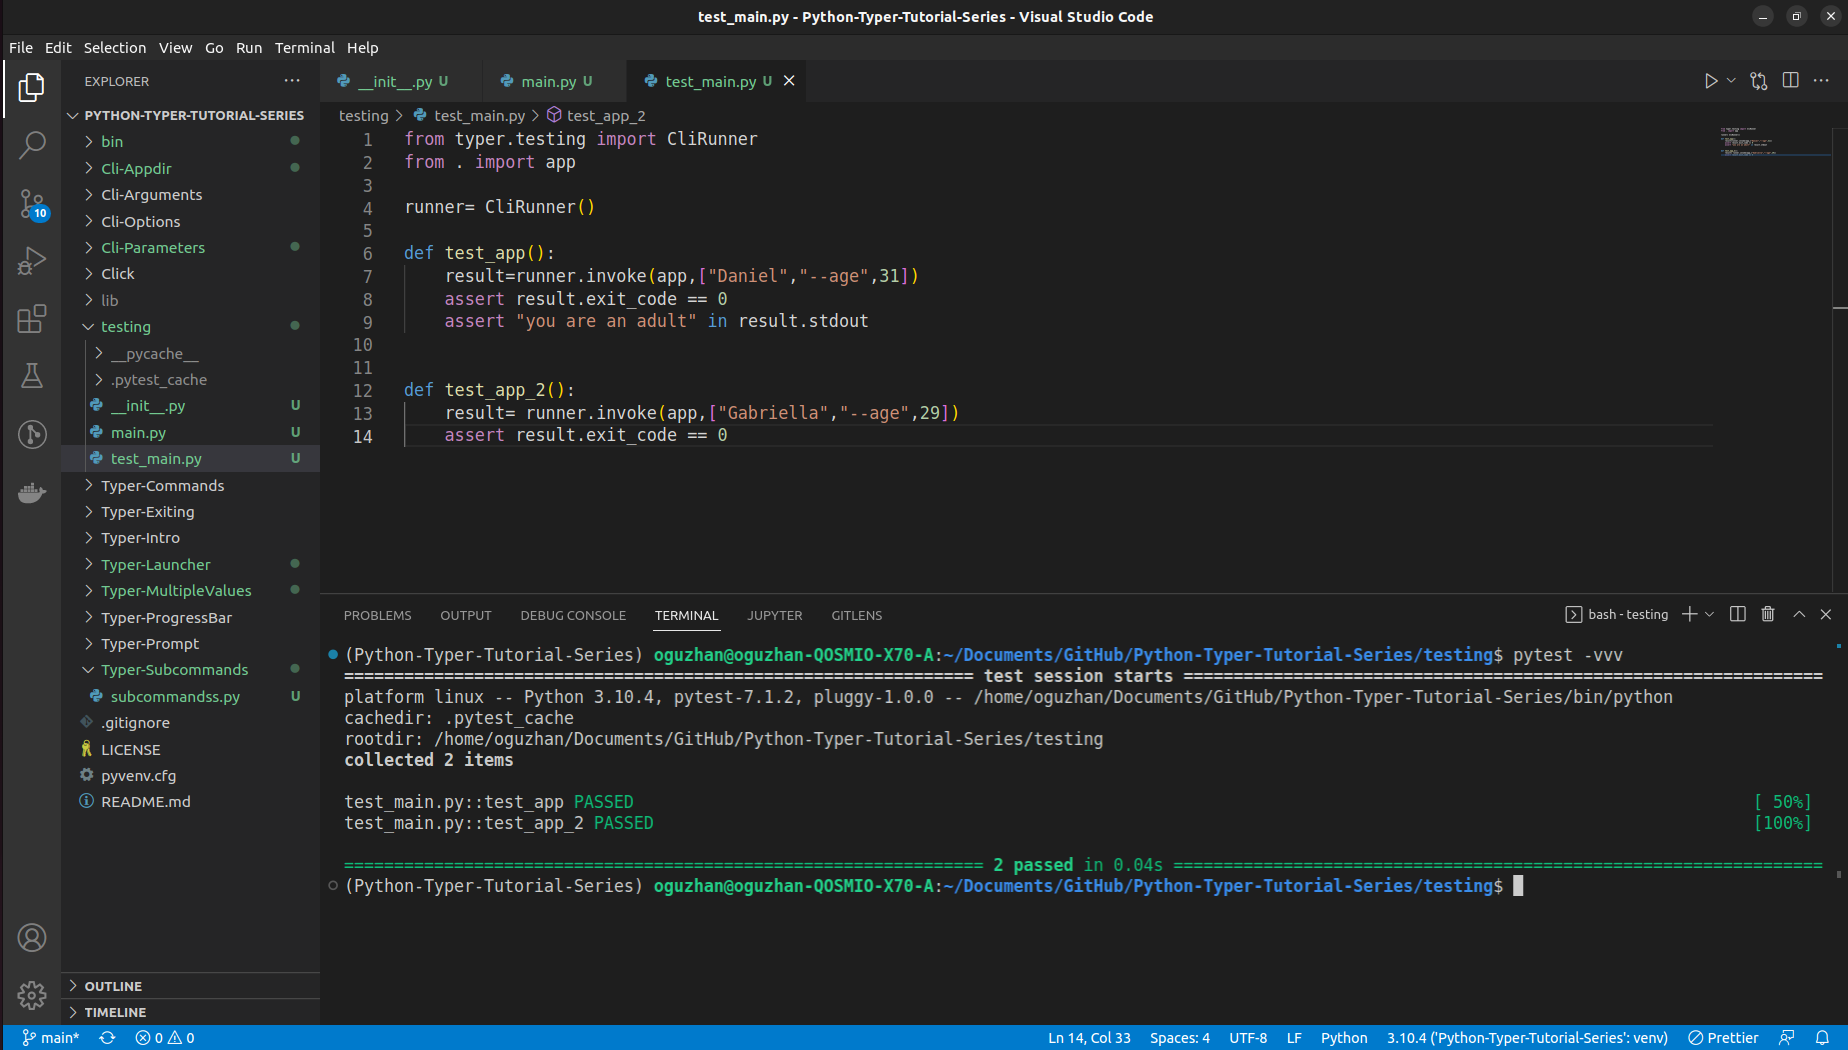 test_main.py - Python-Typer-Tutorial-Series - Visual Studio Code
File Edit Selection View Go Run Terminal Help
EXPLORER
PYTHON-TYPER-TUTORIAL-SERIES
bin
Cli-Appdir
Cli-Arguments
Cli-Options
Cli-Parameters
Click
lib
testing
__pycache__
.pytest_cache
__init__.py U
main.py U
test_main.py U
Typer-Commands
Typer-Exiting
Typer-Intro
Typer-Launcher
Typer-MultipleValues
Typer-ProgressBar
Typer-Prompt
Typer-Subcommands
subcommandss.py U
.gitignore
LICENSE
pyvenv.cfg
README.md
OUTLINE
TIMELINE
10
__init__.py U main.py U test_main.py U
testing > test_main.py > test_app_2
1 from typer.testing import CliRunner
2 from . import app
3
4 runner= CliRunner()
5
6 def test_app():
7 result=runner.invoke(app,["Daniel","--age",31])
8 assert result.exit_code == 0
9 assert "you are an adult" in result.stdout
10
11
12 def test_app_2():
13 result= runner.invoke(app,["Gabriella","--age",29])
14 assert result.exit_code == 0
PROBLEMS OUTPUT DEBUG CONSOLE TERMINAL JUPYTER GITLENS
bash - testing
(Python-Typer-Tutorial-Series) oguzhan@oguzhan-QOSMIO-X70-A:~/Documents/GitHub/Python-Typer-Tutorial-Series/testing$ pytest -vvv
=============================================================== test session starts ================================================================
platform linux -- Python 3.10.4, pytest-7.1.2, pluggy-1.0.0 -- /home/oguzhan/Documents/GitHub/Python-Typer-Tutorial-Series/bin/python
cachedir: .pytest_cache
rootdir: /home/oguzhan/Documents/GitHub/Python-Typer-Tutorial-Series/testing
collected 2 items
test_main.py::test_app PASSED [ 50%]
test_main.py::test_app_2 PASSED [100%]
================================================================ 2 passed in 0.04s =================================================================
(Python-Typer-Tutorial-Series) oguzhan@oguzhan-QOSMIO-X70-A:~/Documents/GitHub/Python-Typer-Tutorial-Series/testing$
main* 0 0 Ln 14, Col 33 Spaces: 4 UTF-8 LF Python 3.10.4 ('Python-Typer-Tutorial-Series': venv) Prettier